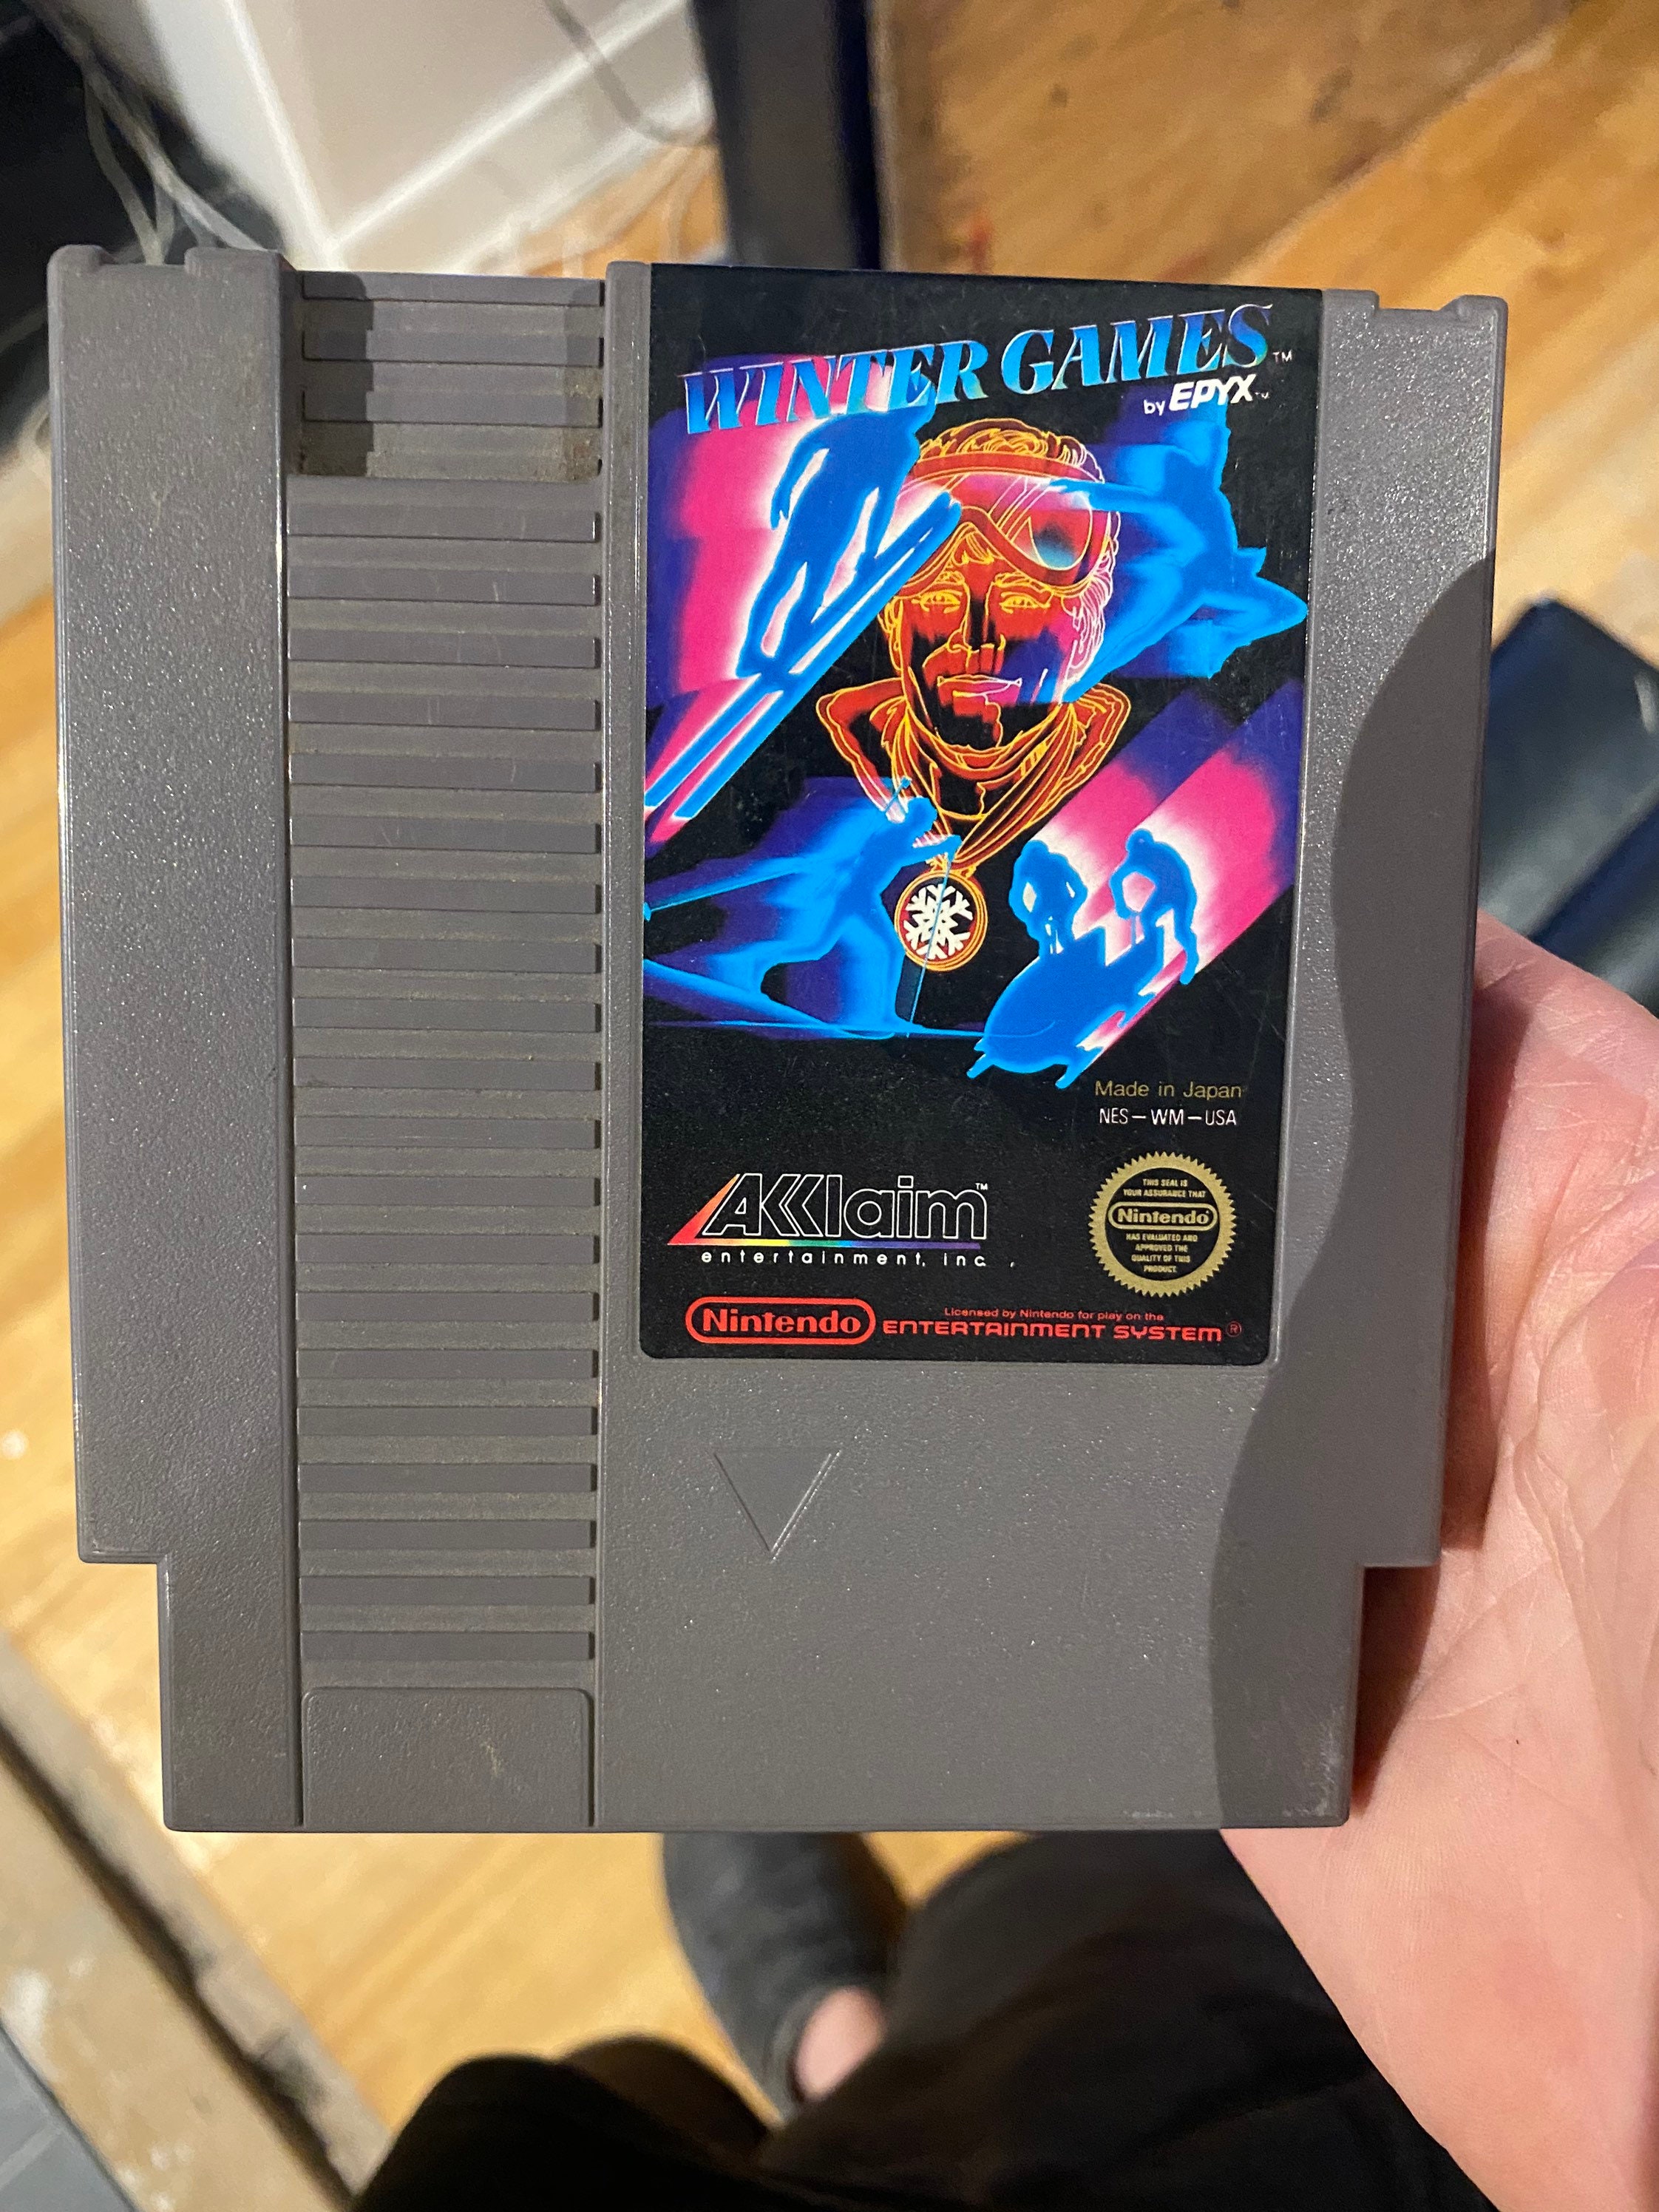 WINTER GAMES™
by EPYX™
Made in Japan
NES-WM-USA
AKKlaim™
entertainment, inc.
THIS SEAL IS
YOUR ASSURANCE THAT
Nintendo
HAS EVALUATED AND
APPROVED THE
QUALITY OF THIS
PRODUCT.
Nintendo
Licensed by Nintendo for play on the
ENTERTAINMENT SYSTEM®